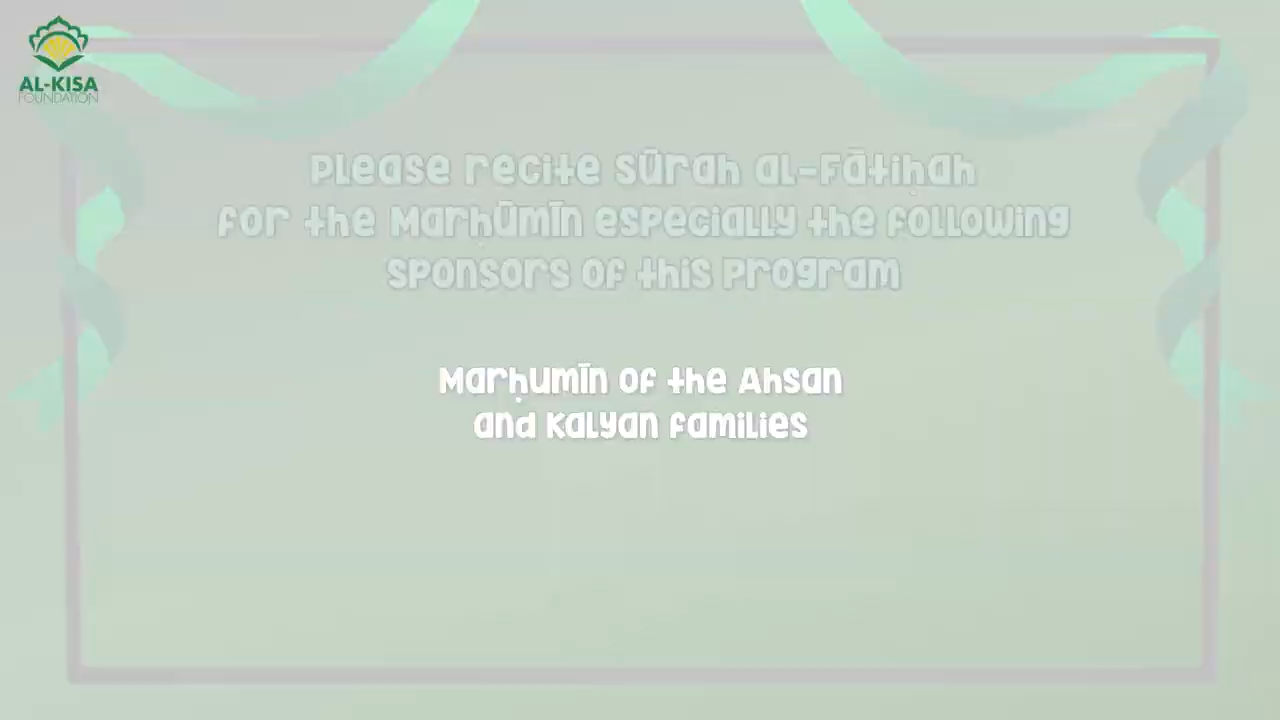 AL-KISA
FOUNDATION
Please recite Sūrah al-Fātiḥah
for the Marḥūmīn especially the following
sponsors of this program
Marḥumīn of the Ahsan
and Kalyan families